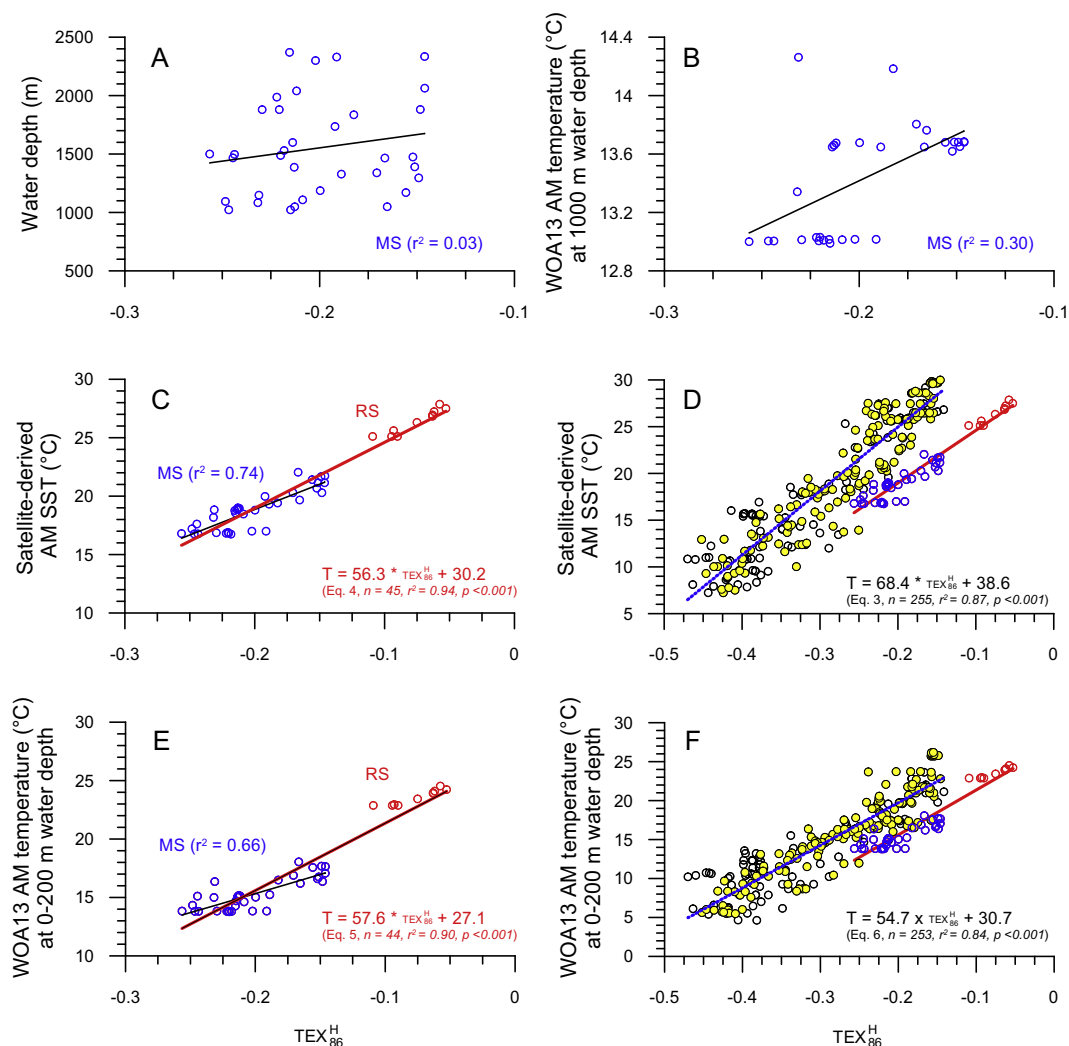 A
Water depth (m)
2500
2000
1500
1000
500
MS (r² = 0.03)
-0.3
-0.2
-0.1
B
WOA13 AM temperature (°C)
at 1000 m water depth
14.4
14
13.6
13.2
12.8
MS (r² = 0.30)
-0.3
-0.2
-0.1
C
Satellite-derived
AM SST (°C)
30
25
20
15
10
RS
MS (r² = 0.74)
T = 56.3 * TEX₈₆ᴴ + 30.2
(Eq. 4, n = 45, r² = 0.94, p <0.001)
-0.3
-0.2
-0.1
0
D
Satellite-derived
AM SST (°C)
30
25
20
15
10
5
T = 68.4 * TEX₈₆ᴴ + 38.6
(Eq. 3, n = 255, r² = 0.87, p <0.001)
-0.5
-0.4
-0.3
-0.2
-0.1
0
E
WOA13 AM temperature (°C)
at 0-200 m water depth
30
25
20
15
10
RS
MS (r² = 0.66)
T = 57.6 * TEX₈₆ᴴ + 27.1
(Eq. 5, n = 44, r² = 0.90, p <0.001)
-0.3
-0.2
-0.1
0
TEX₈₆ᴴ
F
WOA13 AM temperature (°C)
at 0-200 m water depth
30
25
20
15
10
5
0
T = 54.7 x TEX₈₆ᴴ + 30.7
(Eq. 6, n = 253, r² = 0.84, p <0.001)
-0.5
-0.4
-0.3
-0.2
-0.1
0
TEX₈₆ᴴ